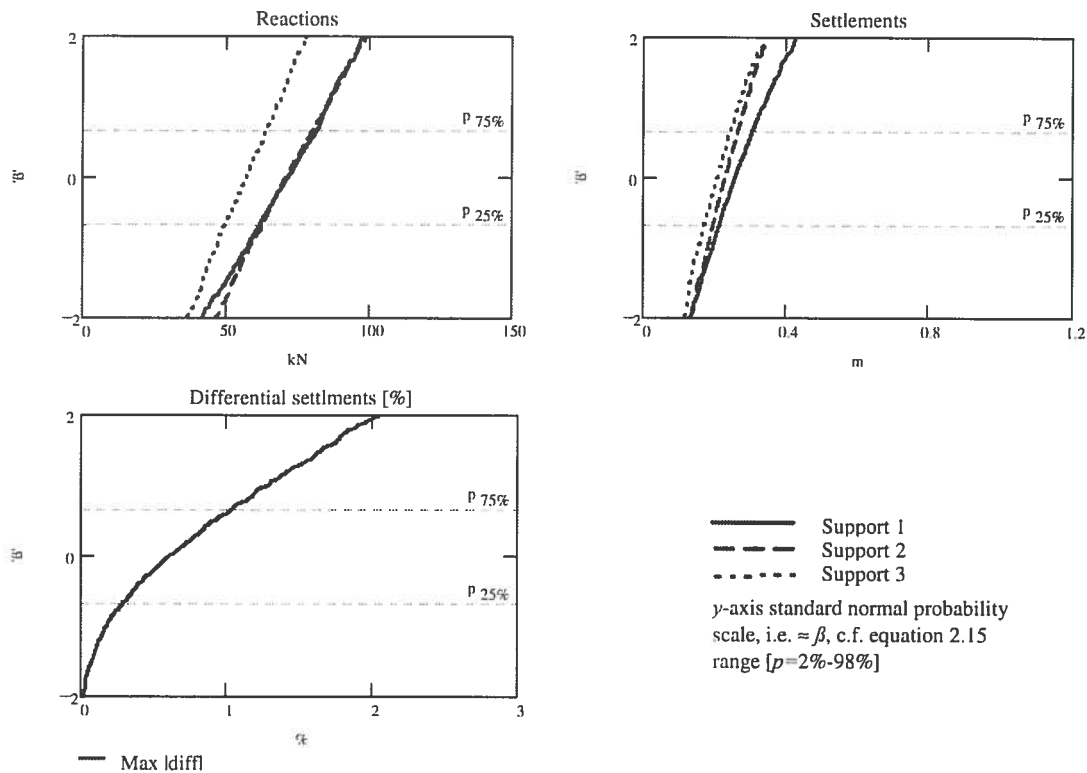 Reactions
2
p 75%
'β'
0
p 25%
−2
0
50
100
150
kN
Settlements
2
p 75%
'β'
0
p 25%
−2
0
0.4
0.8
1.2
m
Differential settlments [%]
2
p 75%
'β'
0
p 25%
−2
0
1
2
3
%
Max |diff|
Support 1
Support 2
Support 3
y-axis standard normal probability
scale, i.e. ≈ β, c.f. equation 2.15
range [p=2%-98%]